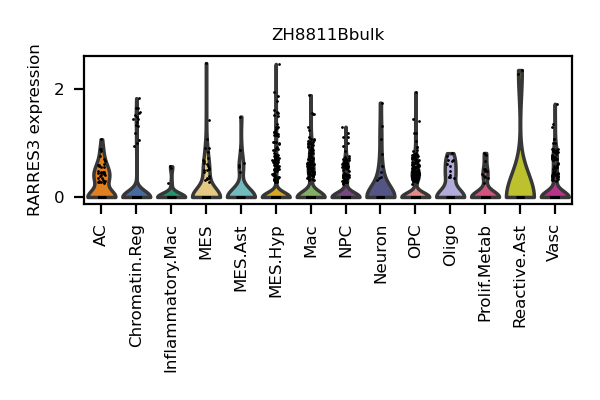 ZH8811Bbulk
RARRES3 expression
2
0
AC
Chromatin.Reg
Inflammatory.Mac
MES
MES.Ast
MES.Hyp
Mac
NPC
Neuron
OPC
Oligo
Prolif.Metab
Reactive.Ast
Vasc